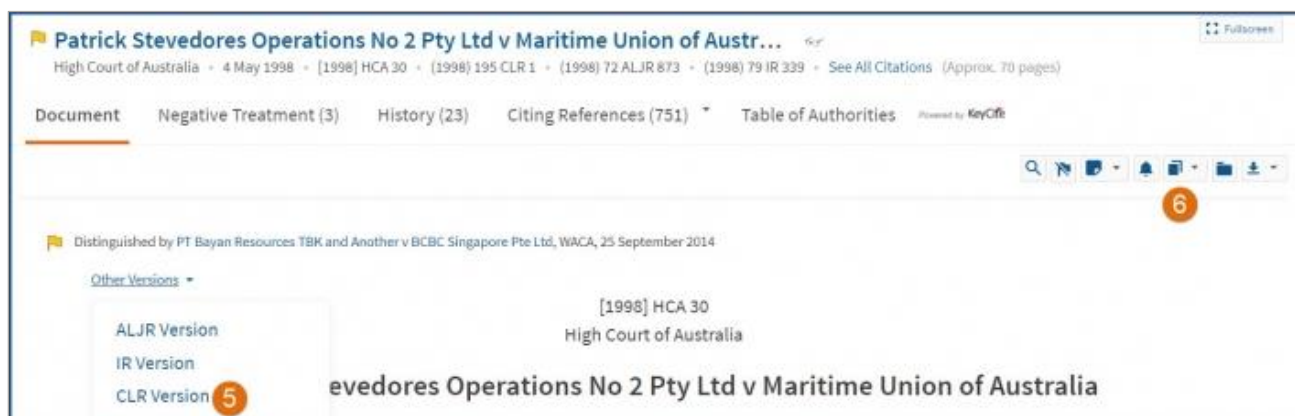 Patrick Stevedores Operations No 2 Pty Ltd v Maritime Union of Austr...
Fullscreen
High Court of Australia • 4 May 1998 • [1998] HCA 30 • (1998) 195 CLR 1 • (1998) 72 ALJR 873 • (1998) 79 IR 339 • See All Citations (Approx. 70 pages)
Document Negative Treatment (3) History (23) Citing References (751) Table of Authorities Powered by KeyCite
6
Distinguished by PT Bayan Resources TBK and Another v BCBC Singapore Pte Ltd, WACA, 25 September 2014
Other Versions
[1998] HCA 30
ALJR Version
High Court of Australia
IR Version
CLR Version 5 evedores Operations No 2 Pty Ltd v Maritime Union of Australia